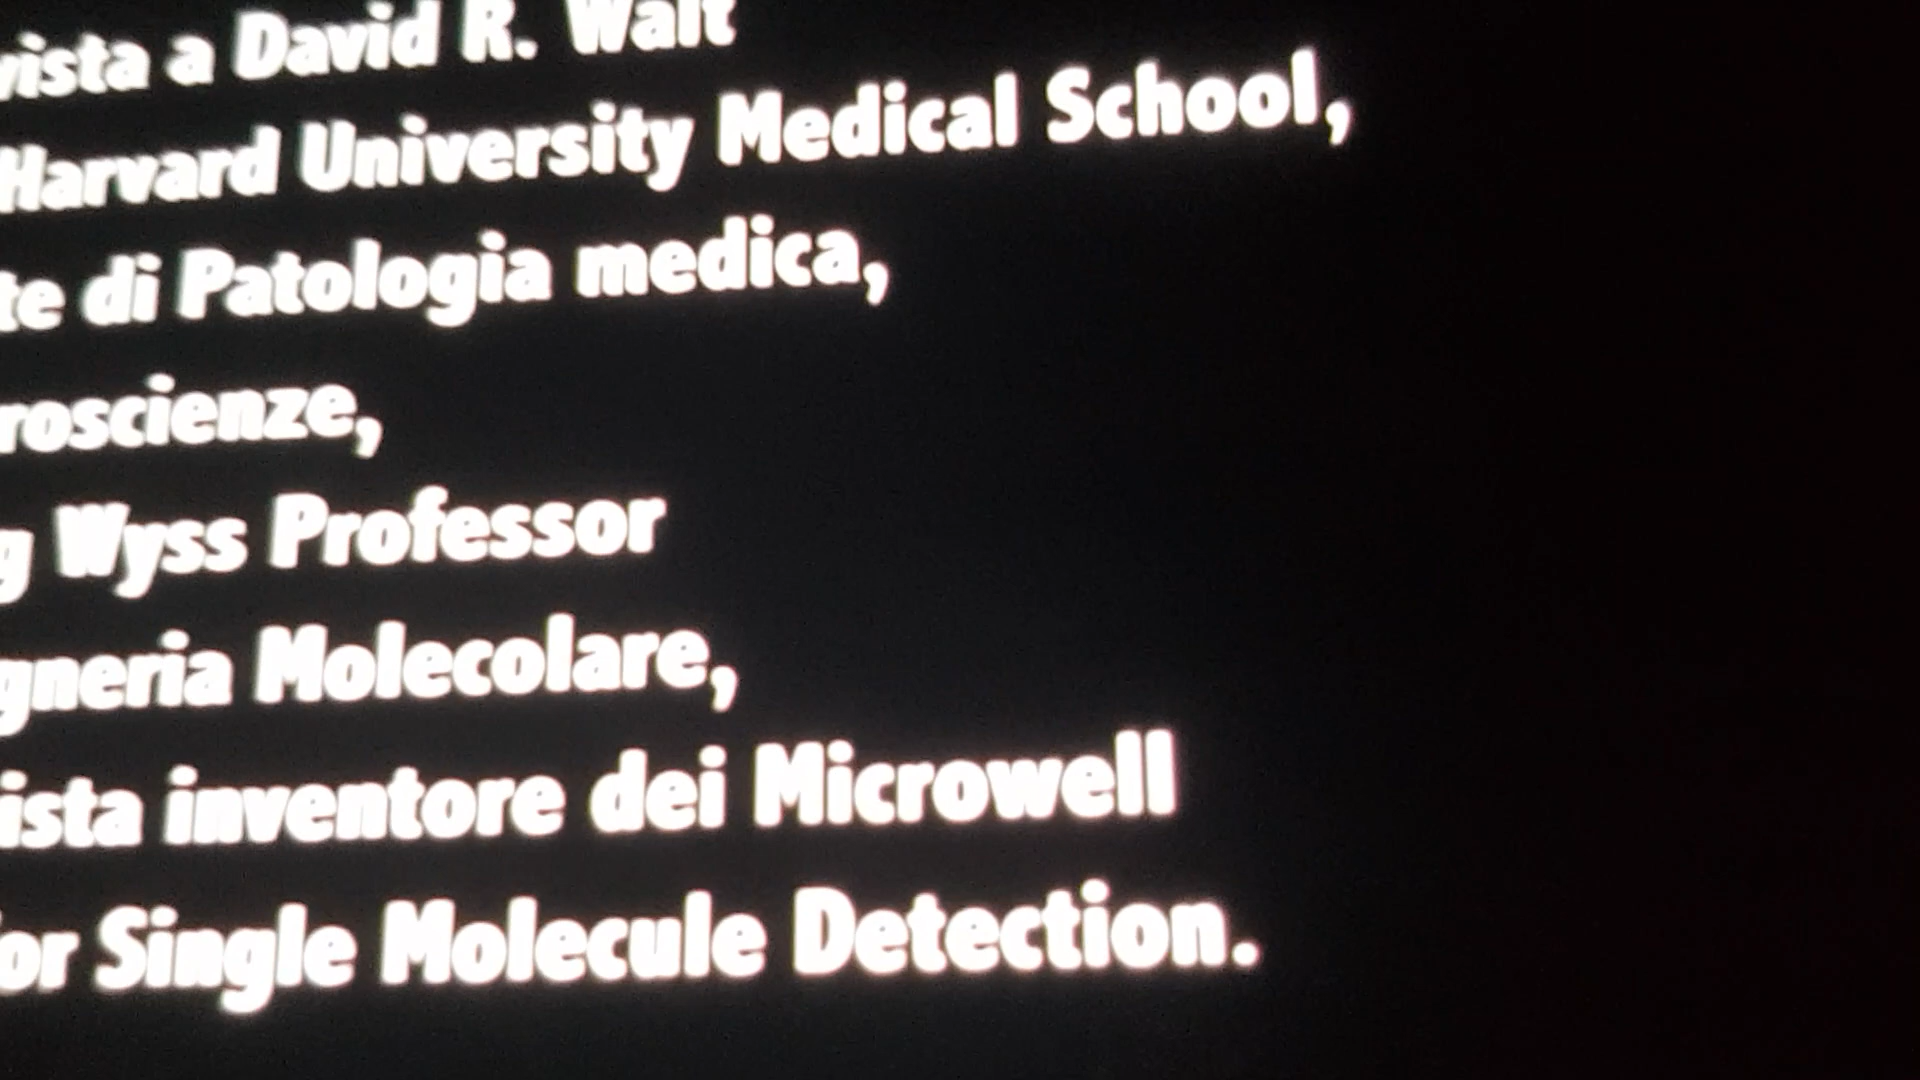 vista a David R. Walt
Harvard University Medical School,
te di Patologia medica,
roscienze,
g Wyss Professor
gneria Molecolare,
ista inventore dei Microwell
or Single Molecule Detection.